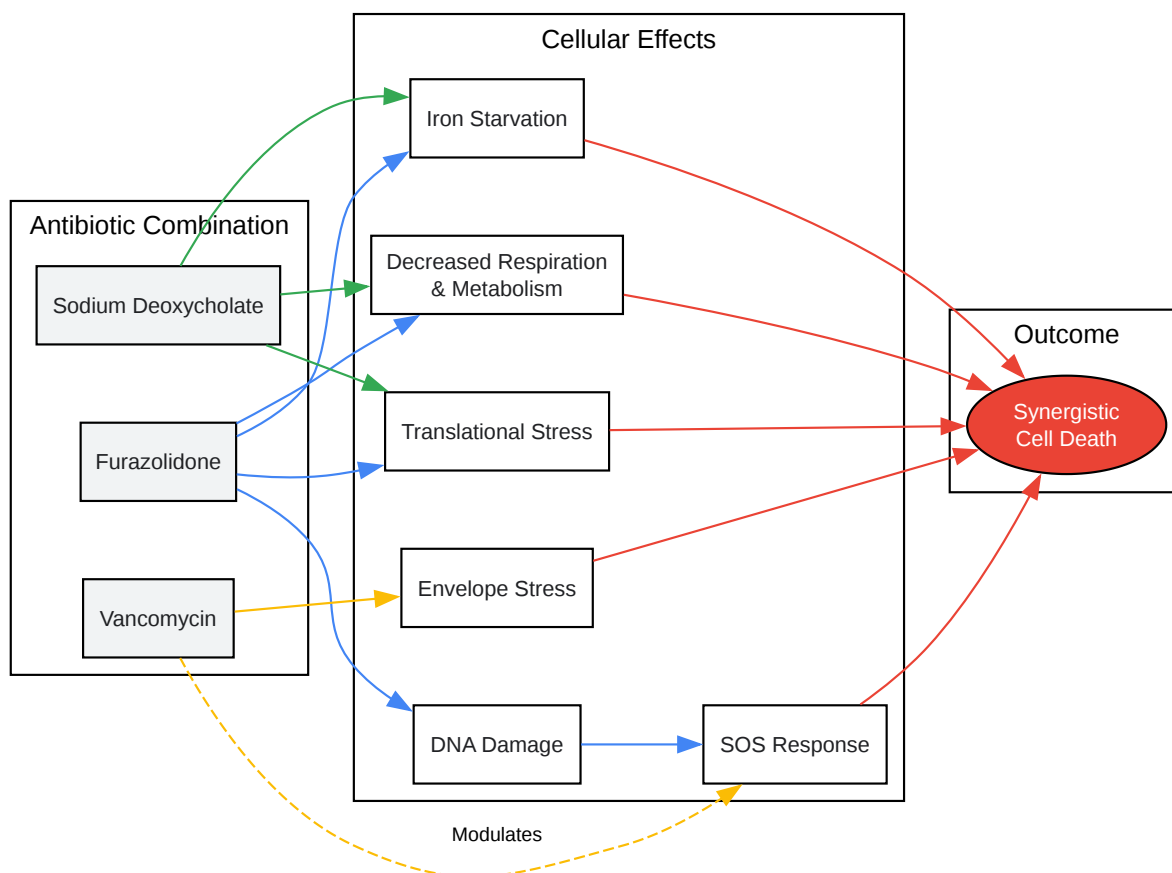 Cellular Effects
Iron Starvation
Antibiotic Combination
Sodium Deoxycholate
Decreased Respiration
& Metabolism
Outcome
Synergistic
Cell Death
Furazolidone
Translational Stress
Vancomycin
Envelope Stress
DNA Damage
SOS Response
Modulates